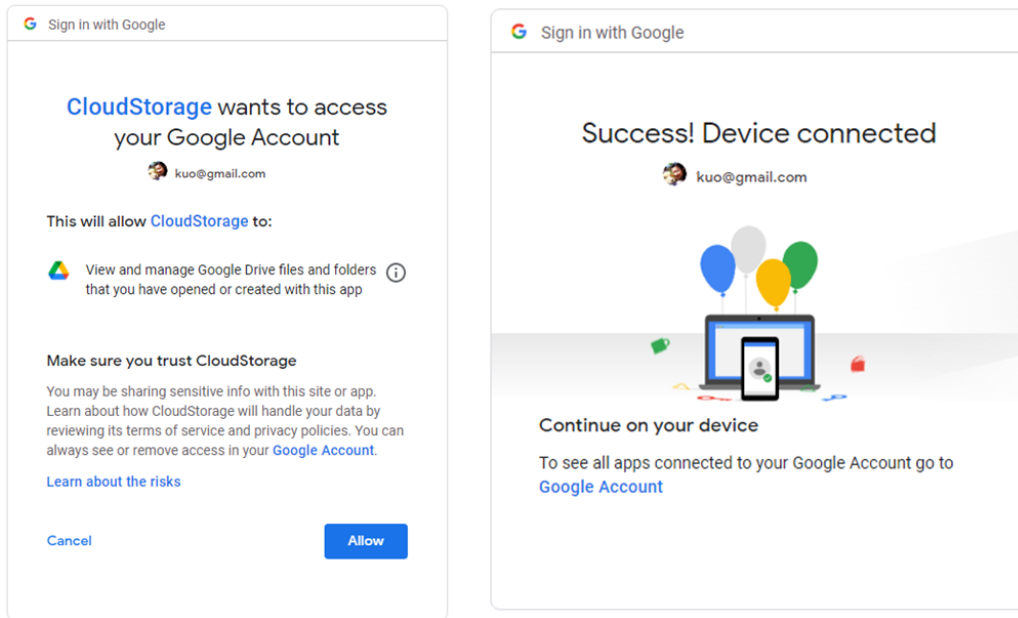 Sign in with Google
CloudStorage wants to access
your Google Account
kuo@gmail.com
This will allow CloudStorage to:
View and manage Google Drive files and folders
that you have opened or created with this app
Make sure you trust CloudStorage
You may be sharing sensitive info with this site or app.
Learn about how CloudStorage will handle your data by
reviewing its terms of service and privacy policies. You can
always see or remove access in your Google Account.
Learn about the risks
Cancel
Allow
Sign in with Google
Success! Device connected
kuo@gmail.com
Continue on your device
To see all apps connected to your Google Account go to
Google Account